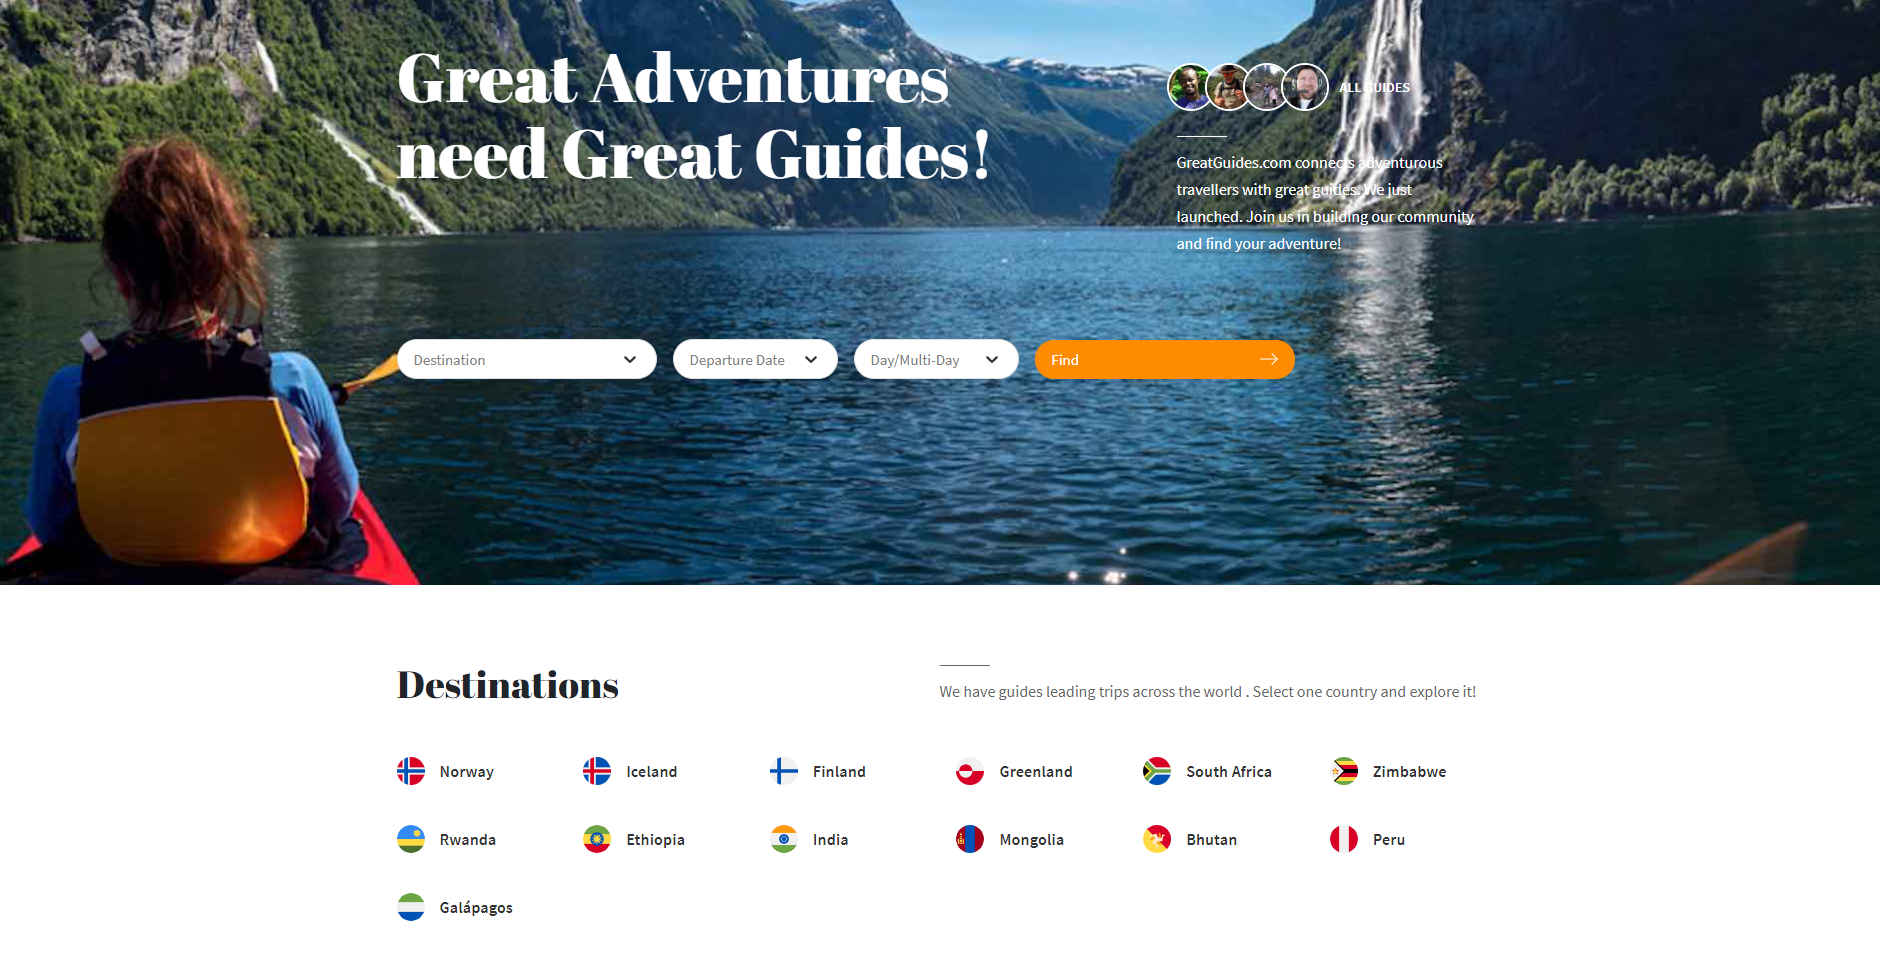 Great Adventures
need Great Guides!
ALL GUIDES
GreatGuides.com connects adventurous
travellers with great guides. We just
launched. Join us in building our community
and find your adventure!
Destination
Departure Date
Day/Multi-Day
Find
Destinations
We have guides leading trips across the world . Select one country and explore it!
Norway
Iceland
Finland
Greenland
South Africa
Zimbabwe
Rwanda
Ethiopia
India
Mongolia
Bhutan
Peru
Galápagos